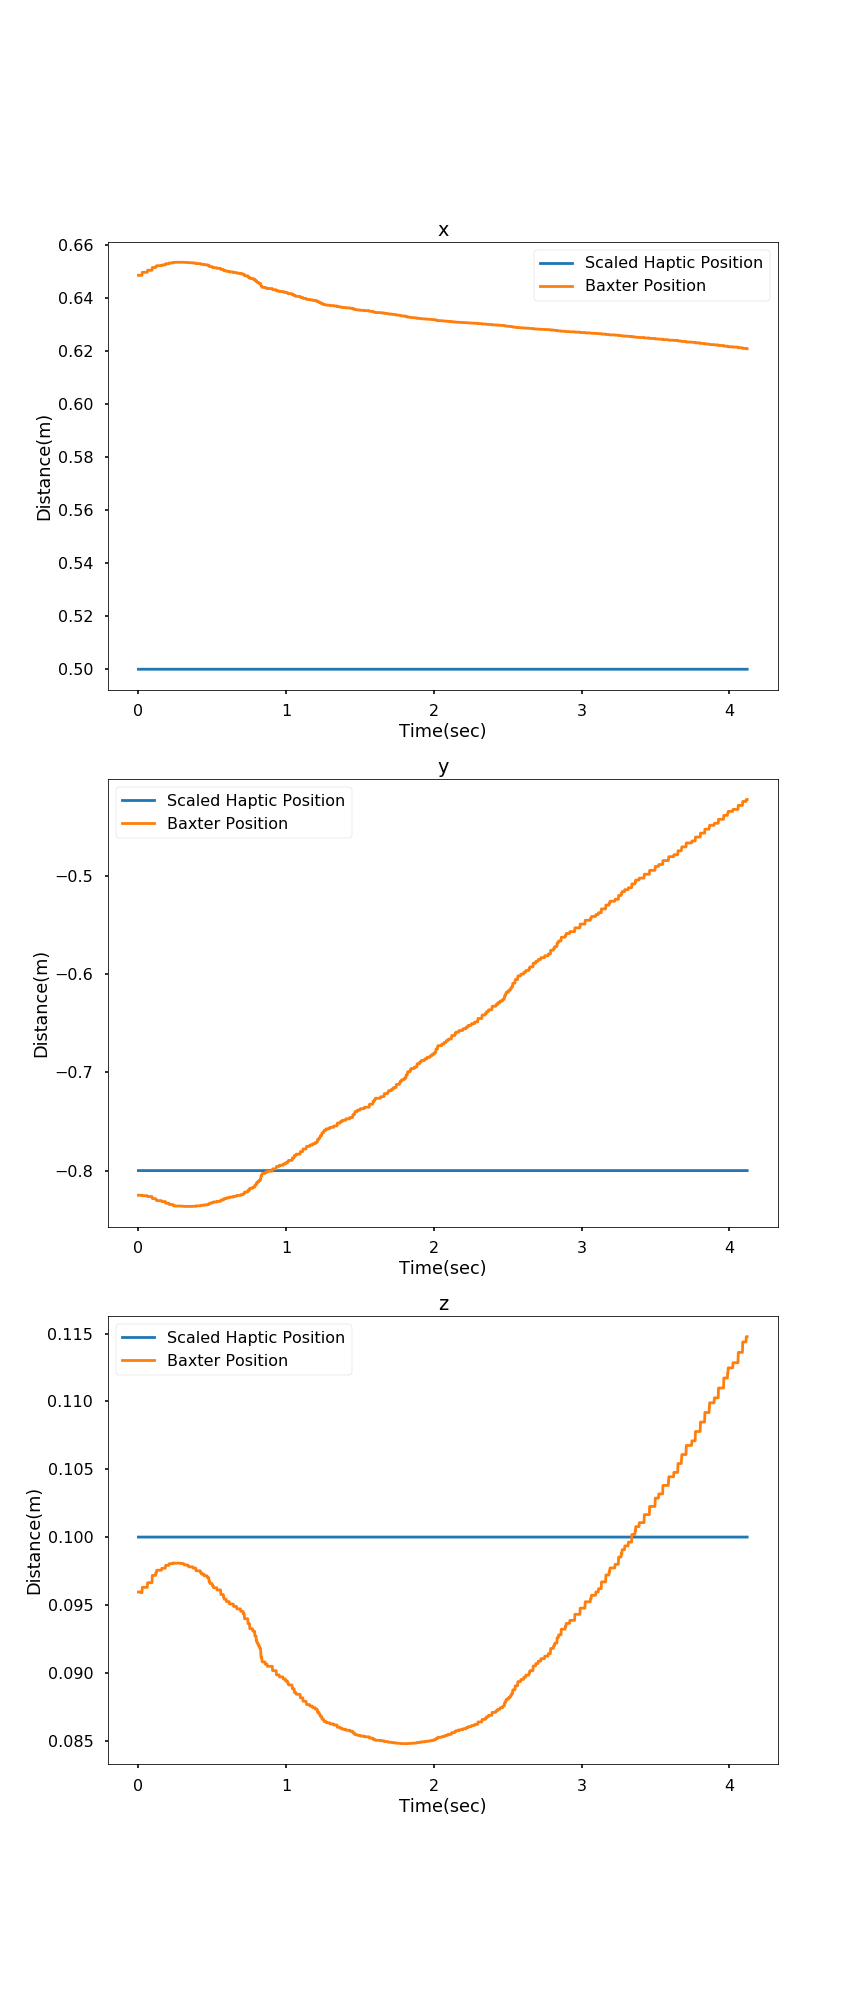 x
0.66
0.64
0.62
0.60
0.58
0.56
0.54
0.52
0.50
Distance(m)
Scaled Haptic Position
Baxter Position
0 1 2 3 4
Time(sec)
y
Scaled Haptic Position
Baxter Position
−0.5
−0.6
−0.7
−0.8
Distance(m)
0 1 2 3 4
Time(sec)
z
0.115
0.110
0.105
0.100
0.095
0.090
0.085
Distance(m)
Scaled Haptic Position
Baxter Position
0 1 2 3 4
Time(sec)